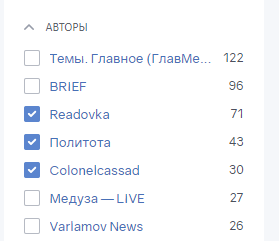 АВТОРЫ
Темы. Главное (ГлавМе... 122
BRIEF 96
Readovka 71
Политота 43
Colonelcassad 30
Медуза — LIVE 27
Varlamov News 26